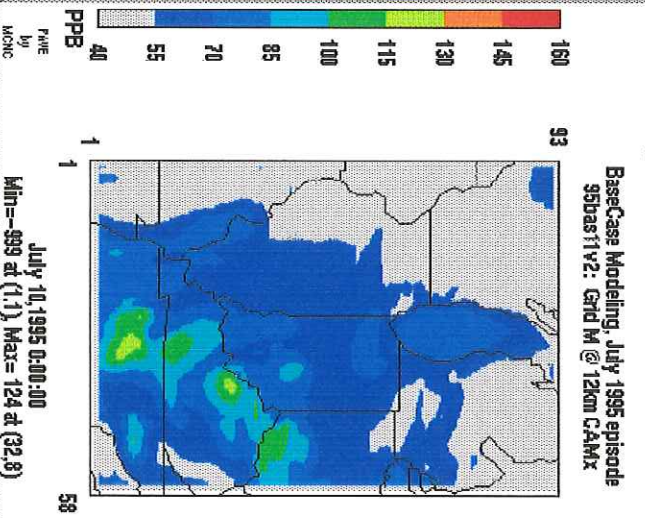 BaseCase Modeling, July 1995 episode
95bas11v2: Grid M @ 12km CAMx
160
145
130
115
100
85
70
55
40
PPB
93
1
1
58
PAVE
by
MCNC
July 10,1995 0:00:00
Min=-999 at (1,1), Max= 124 at (32,8)